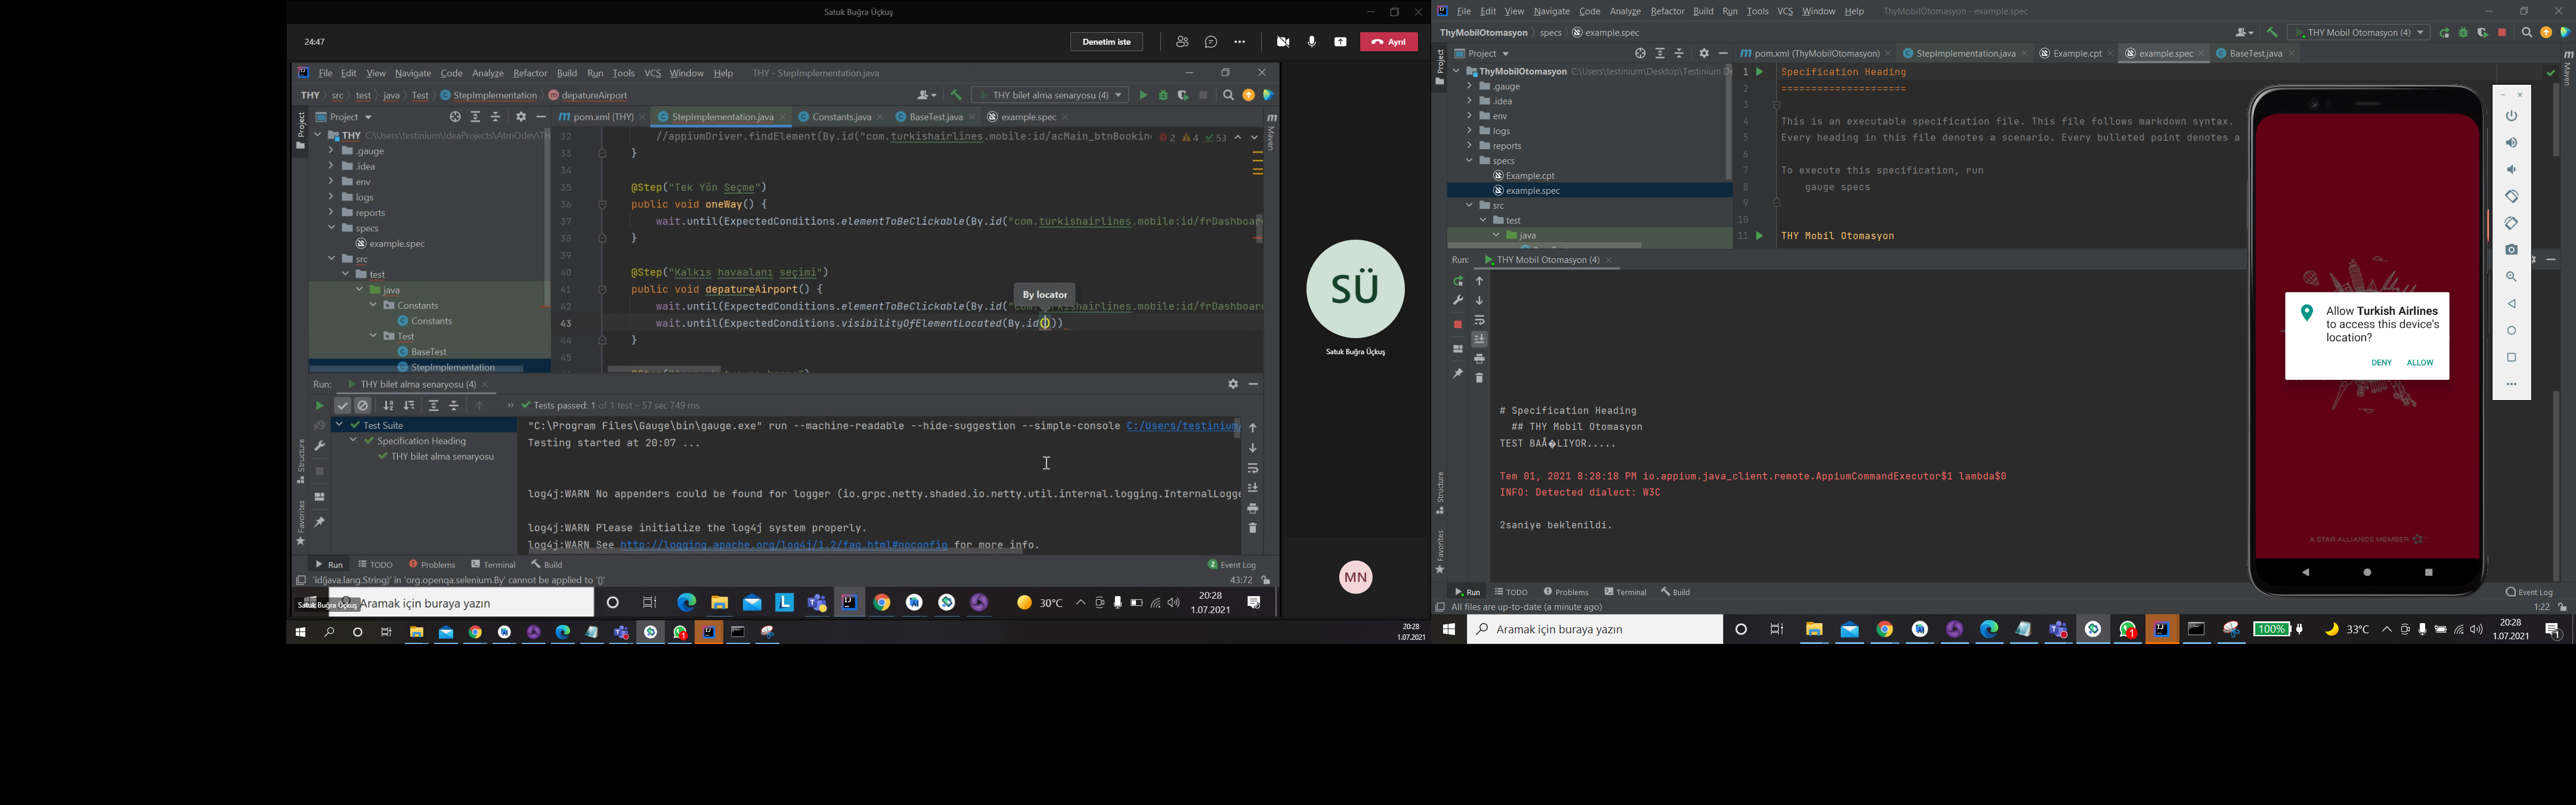 Satuk Buğra Üçkuş
24:47
Denetim iste
Ayrıl
File Edit View Navigate Code Analyze Refactor Build Run Tools VCS Window Help THY - StepImplementation.java
THY src test java Test StepImplementation depatureAirport
THY bilet alma senaryosu (4)
Project
Project
pom.xml (THY)
StepImplementation.java
Constants.java
BaseTest.java
example.spec
Maven
THY C:\Users\testinium\IdeaProjects\AtmOdev\
.gauge
.idea
env
logs
reports
specs
example.spec
src
test
java
Constants
Constants
Test
BaseTest
StepImplementation
32 //appiumDriver.findElement(By.id("com.turkishairlines.mobile:id/acMain_btnBookin
2 4 53
33 }
34
35 @Step("Tek Yön Seçme")
36 public void oneWay() {
37 wait.until(ExpectedConditions.elementToBeClickable(By.id("com.turkishairlines.mobile:id/frDashboar
38 }
39
40 @Step("Kalkıs havaalanı seçimi")
41 public void depatureAirport() {
By locator
42 wait.until(ExpectedConditions.elementToBeClickable(By.id("com.turkishairlines.mobile:id/frDashboar
43 wait.until(ExpectedConditions.visibilityOfElementLocated(By.id()))
44 }
45
Run: THY bilet alma senaryosu (4)
Tests passed: 1 of 1 test – 57 sec 749 ms
Test Suite
Specification Heading
THY bilet alma senaryosu
"C:\Program Files\Gauge\bin\gauge.exe" run --machine-readable --hide-suggestion --simple-console C:/Users/testinium
Testing started at 20:07 ...
log4j:WARN No appenders could be found for logger (io.grpc.netty.shaded.io.netty.util.internal.logging.InternalLogge
log4j:WARN Please initialize the log4j system properly.
log4j:WARN See http://logging.apache.org/log4j/1.2/faq.html#noconfig for more info.
Structure
Favorites
Run TODO Problems Terminal Build
2 Event Log
'id(java.lang.String)' in 'org.openqa.selenium.By' cannot be applied to '()'
43:72
Satuk Buğra Üçkuş
Aramak için buraya yazın
30°C
20:28
1.07.2021
20:28
1.07.2021
SÜ
Satuk Buğra Üçkuş
MN
File Edit View Navigate Code Analyze Refactor Build Run Tools VCS Window Help ThyMobilOtomasyon - example.spec
ThyMobilOtomasyon specs example.spec
THY Mobil Otomasyon (4)
Project
Project
pom.xml (ThyMobilOtomasyon)
StepImplementation.java
Example.cpt
example.spec
BaseTest.java
Maven
ThyMobilOtomasyon C:\Users\testinium\Desktop\Testinium De
.gauge
.idea
env
logs
reports
specs
Example.cpt
example.spec
src
test
java
1 Specification Heading
2 =====================
3
4 This is an executable specification file. This file follows markdown syntax.
5 Every heading in this file denotes a scenario. Every bulleted point denotes a
6
7 To execute this specification, run
8 gauge specs
9
10
11 THY Mobil Otomasyon
Run: THY Mobil Otomasyon (4)
# Specification Heading
## THY Mobil Otomasyon
TEST BAÅ�LIYOR.....
Tem 01, 2021 8:28:18 PM io.appium.java_client.remote.AppiumCommandExecutor$1 lambda$0
INFO: Detected dialect: W3C
2saniye beklenildi.
Structure
Favorites
Run TODO Problems Terminal Build
Event Log
All files are up-to-date (a minute ago)
1:22
Allow Turkish Airlines
to access this device's
location?
DENY ALLOW
A STAR ALLIANCE MEMBER
Aramak için buraya yazın
100%
33°C
20:28
1.07.2021
1